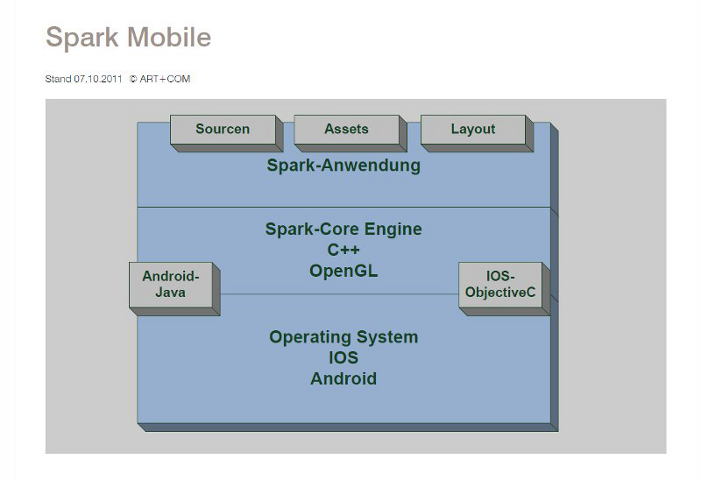 Spark Mobile
Stand 07.10.2011 © ART+COM
Sourcen
Assets
Layout
Spark-Anwendung
Spark-Core Engine
C++
OpenGL
Android-
Java
IOS-
ObjectiveC
Operating System
IOS
Android